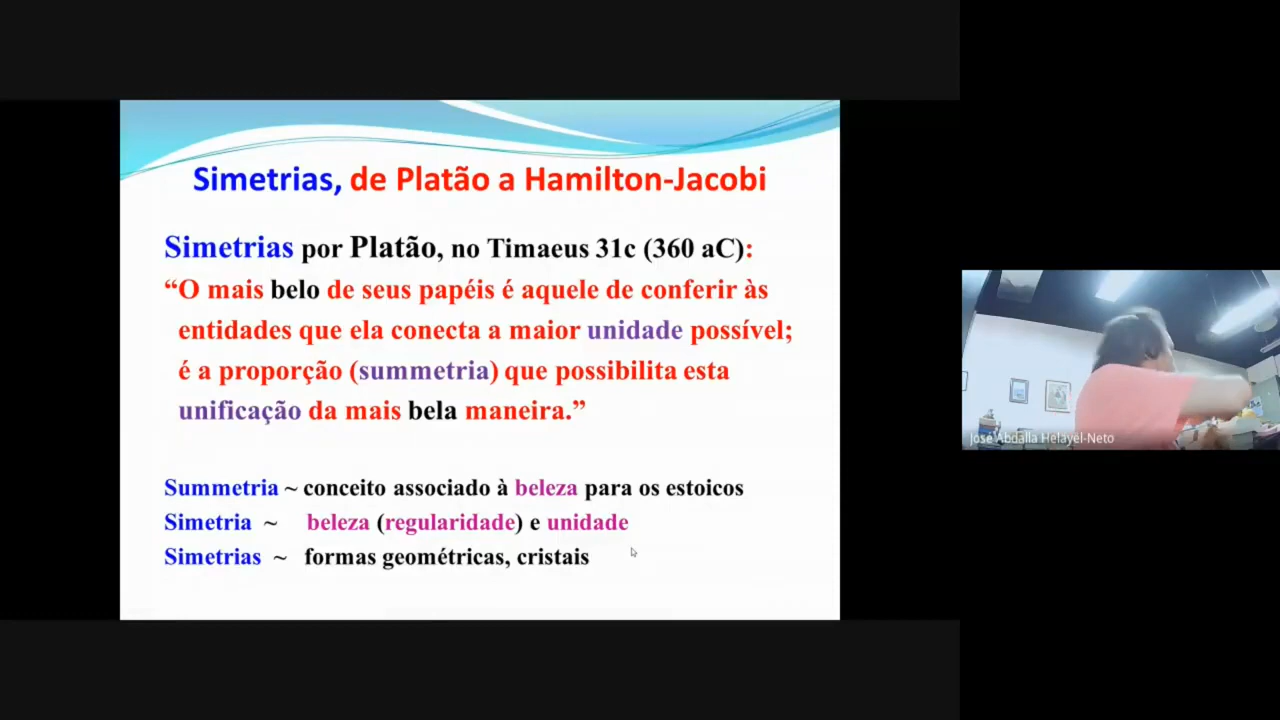 Simetrias, de Platão a Hamilton-Jacobi
Simetrias por Platão, no Timaeus 31c (360 aC):
“O mais belo de seus papéis é aquele de conferir às
entidades que ela conecta a maior unidade possível;
é a proporção (summetria) que possibilita esta
unificação da mais bela maneira.”
Summetria ~ conceito associado à beleza para os estoicos
Simetria ~ beleza (regularidade) e unidade
Simetrias ~ formas geométricas, cristais
José Abdalla Helayël-Neto